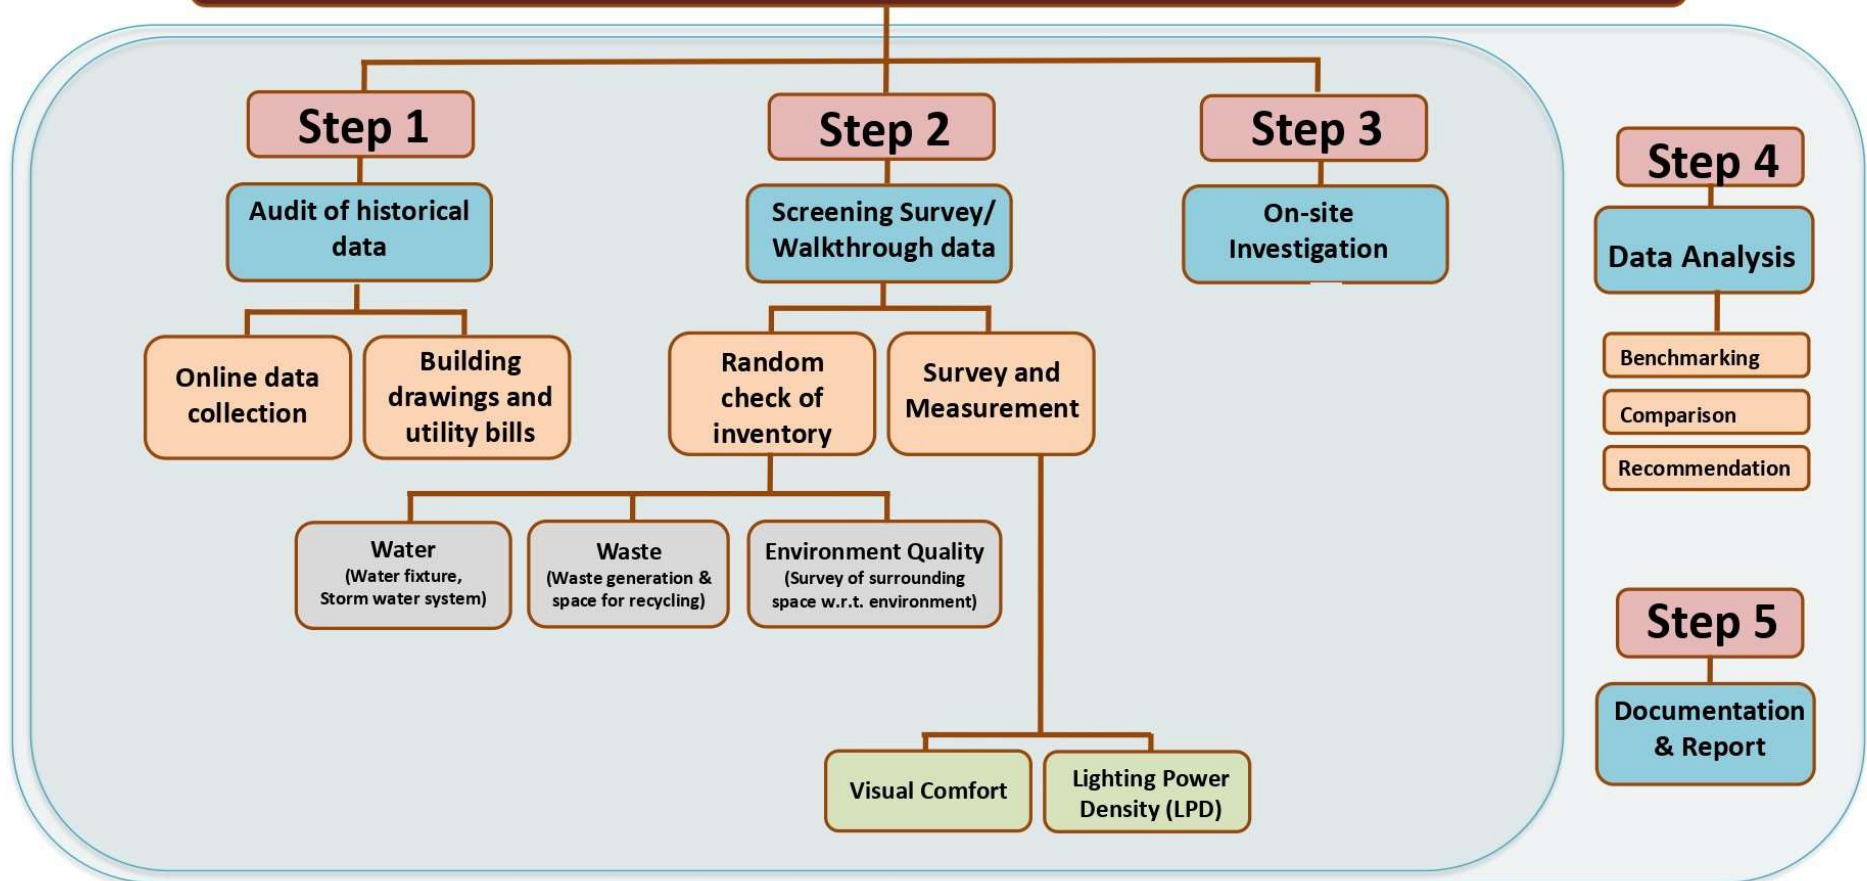 Step 1
Audit of historical
data
Online data
collection
Building
drawings and
utility bills
Step 2
Screening Survey/
Walkthrough data
Random
check of
inventory
Survey and
Measurement
Water
(Water fixture,
Storm water system)
Waste
(Waste generation &
space for recycling)
Environment Quality
(Survey of surrounding
space w.r.t. environment)
Visual Comfort
Lighting Power
Density (LPD)
Step 3
On-site
Investigation
Step 4
Data Analysis
Benchmarking
Comparison
Recommendation
Step 5
Documentation
& Report